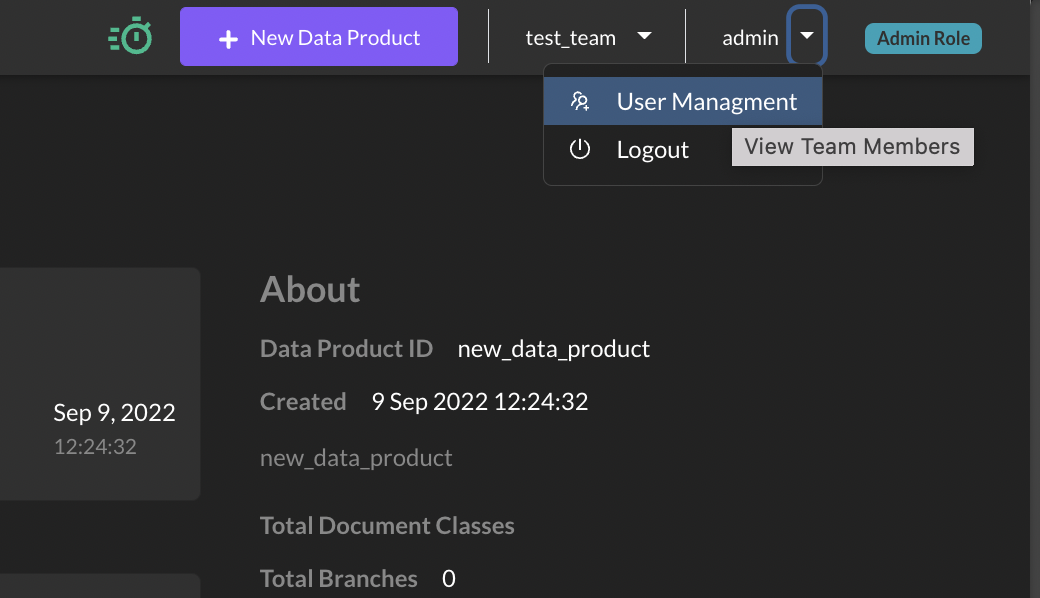 New Data Product
test_team
admin
Admin Role
User Managment
Logout
View Team Members
Sep 9, 2022
12:24:32
About
Data Product ID new_data_product
Created 9 Sep 2022 12:24:32
new_data_product
Total Document Classes
Total Branches 0